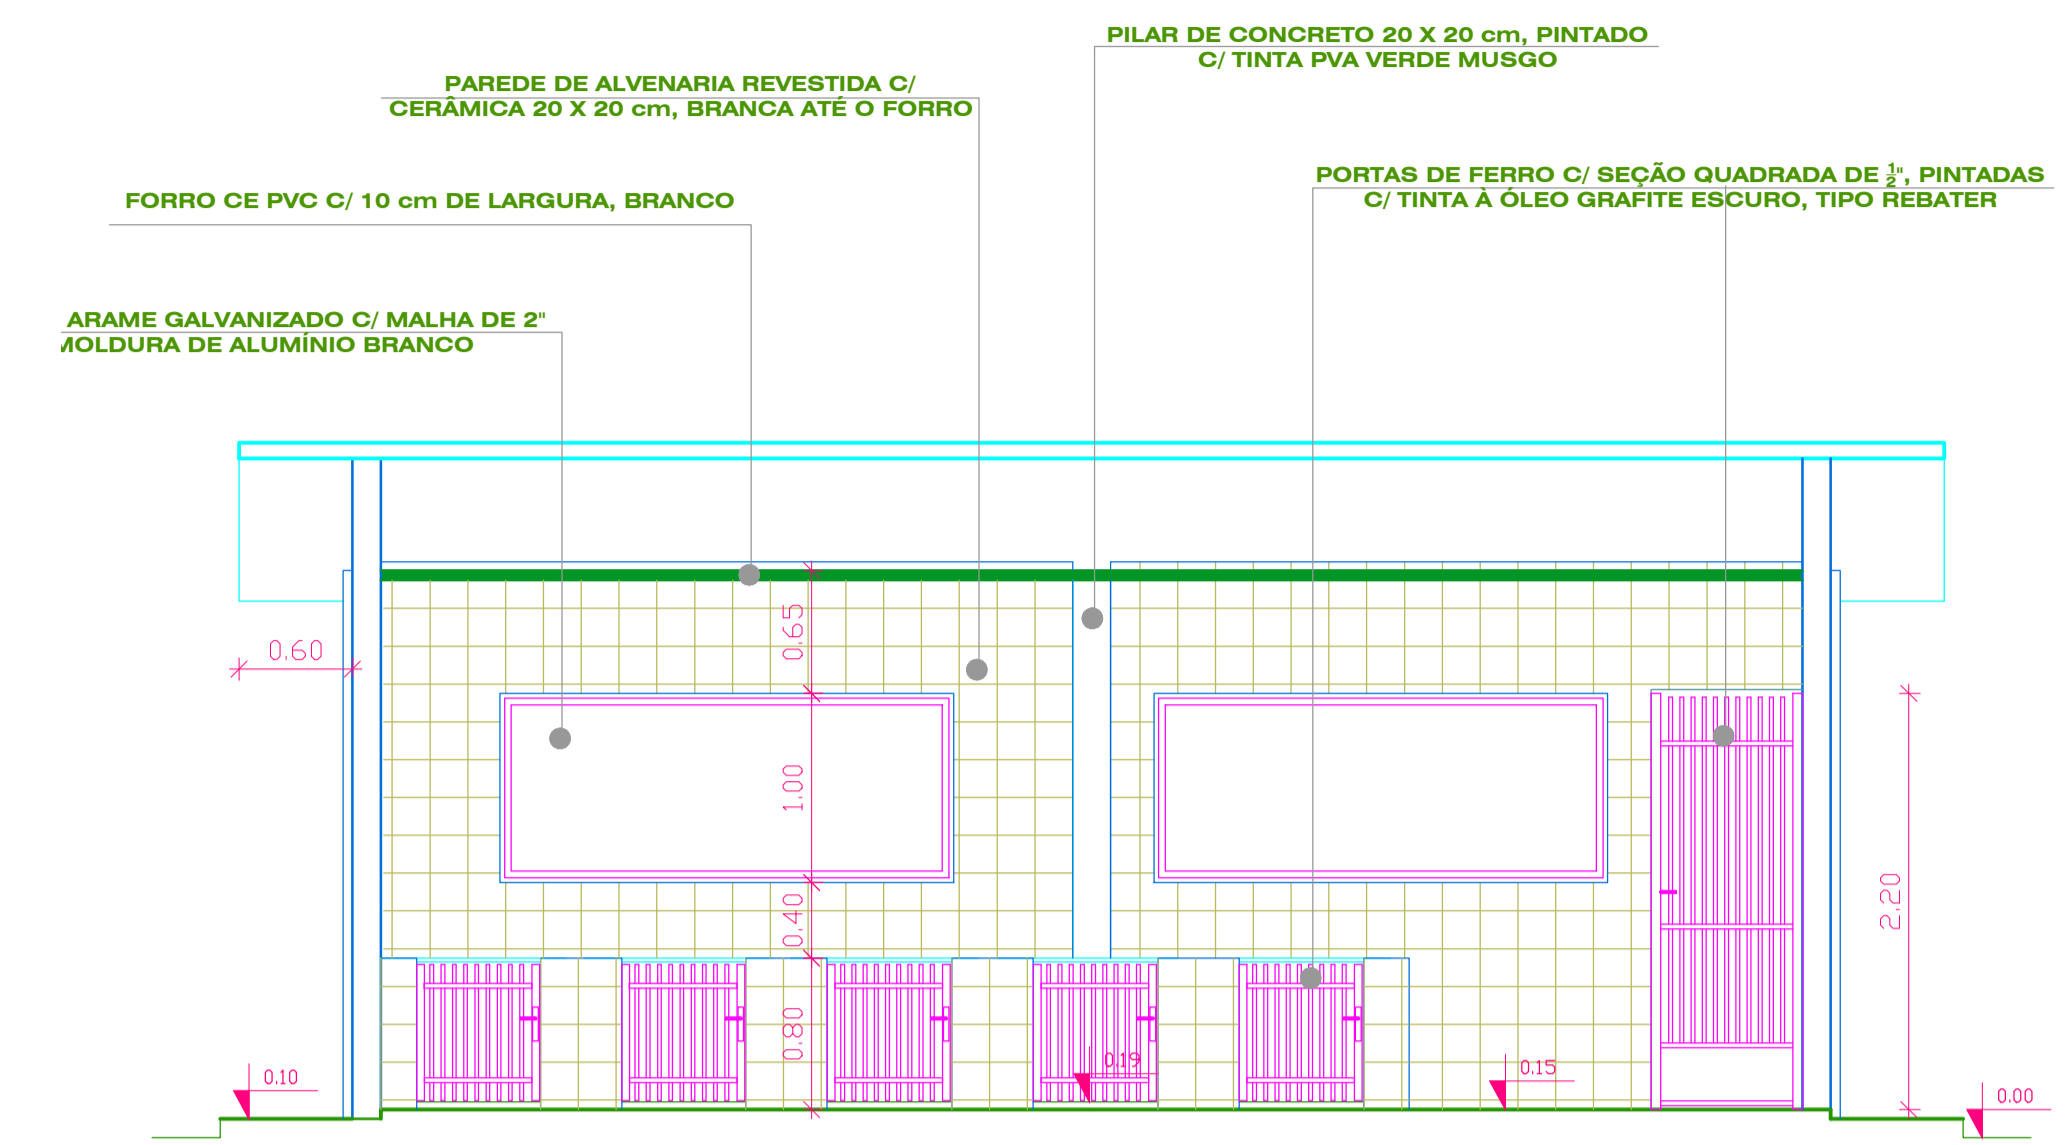 PILAR DE CONCRETO 20 X 20 cm, PINTADO
C/ TINTA PVA VERDE MUSGO
PAREDE DE ALVENARIA REVESTIDA C/
CERÂMICA 20 X 20 cm, BRANCA ATÉ O FORRO
PORTAS DE FERRO C/ SEÇÃO QUADRADA DE ½", PINTADAS
C/ TINTA À ÓLEO GRAFITE ESCURO, TIPO REBATER
FORRO CE PVC C/ 10 cm DE LARGURA, BRANCO
ARAME GALVANIZADO C/ MALHA DE 2"
MOLDURA DE ALUMÍNIO BRANCO
0.60
0.65
1.00
0.40
0.80
2.20
0.10
0.19
0.15
0.00